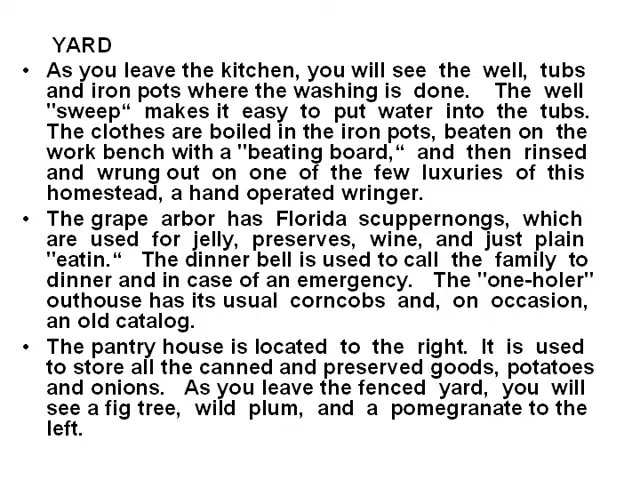 YARD
• As you leave the kitchen, you will see the well, tubs
and iron pots where the washing is done. The well
"sweep“ makes it easy to put water into the tubs.
The clothes are boiled in the iron pots, beaten on the
work bench with a "beating board,“ and then rinsed
and wrung out on one of the few luxuries of this
homestead, a hand operated wringer.
• The grape arbor has Florida scuppernongs, which
are used for jelly, preserves, wine, and just plain
"eatin.“ The dinner bell is used to call the family to
dinner and in case of an emergency. The "one-holer"
outhouse has its usual corncobs and, on occasion,
an old catalog.
• The pantry house is located to the right. It is used
to store all the canned and preserved goods, potatoes
and onions. As you leave the fenced yard, you will
see a fig tree, wild plum, and a pomegranate to the
left.